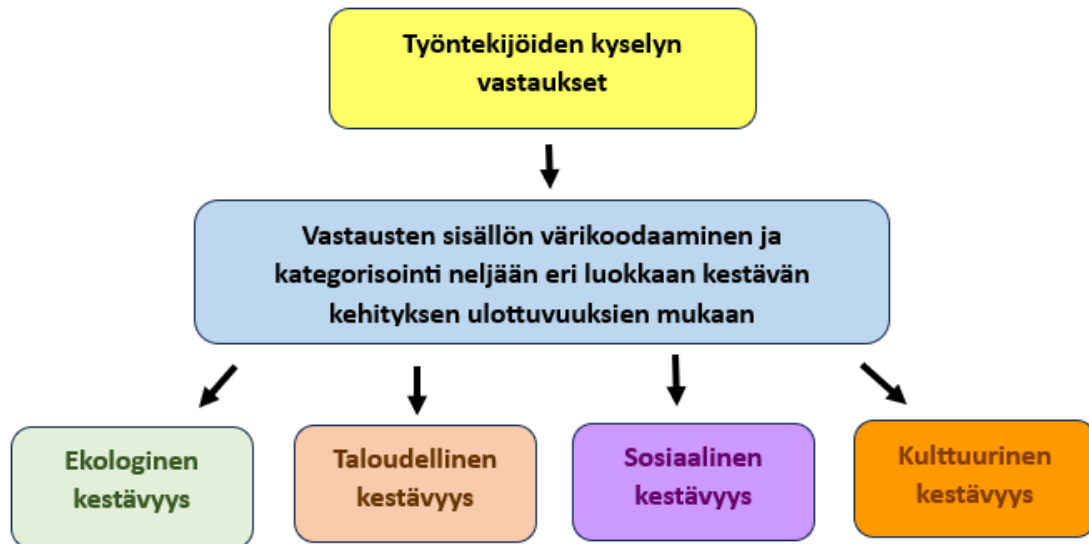 Työntekijöiden kyselyn
vastaukset
Vastausten sisällön värikoodaaminen ja
kategorisointi neljään eri luokkaan kestävän
kehityksen ulottuvuuksien mukaan
Ekologinen
kestävyys
Taloudellinen
kestävyys
Sosiaalinen
kestävyys
Kulttuurinen
kestävyys